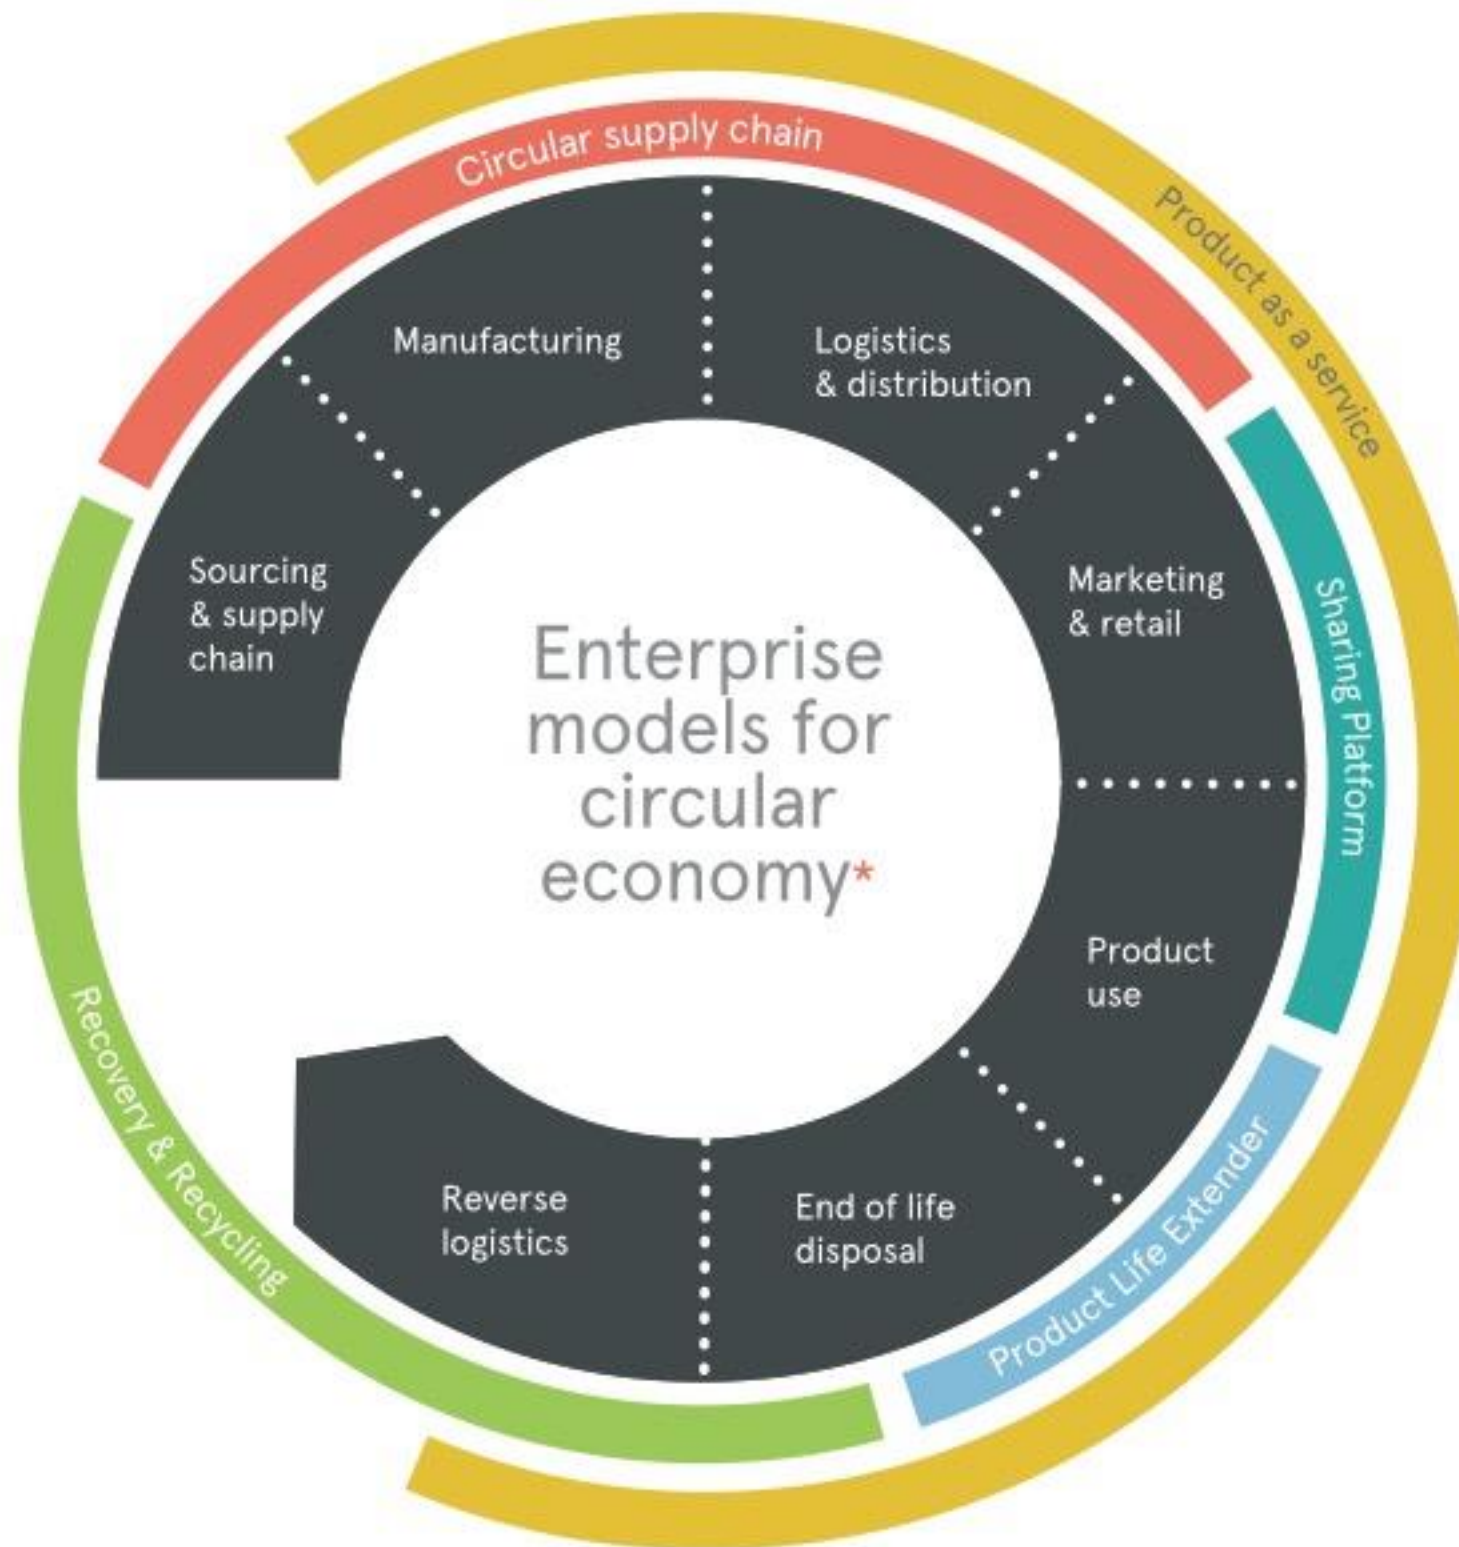 Product as a service
Circular supply chain
Manufacturing
Logistics
& distribution
Sourcing
& supply
chain
Marketing
& retail
Sharing Platform
Enterprise
models for
circular
economy*
Product
use
Recovery & Recycling
Reverse
logistics
End of life
disposal
Product Life Extender